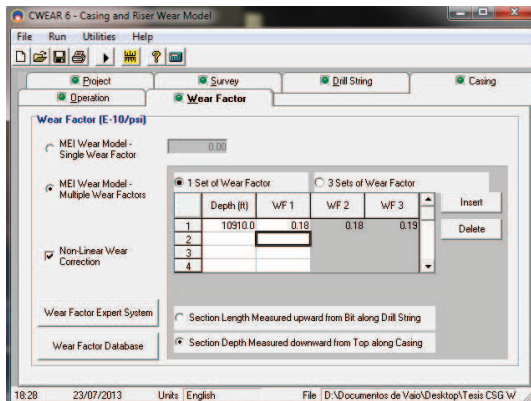 CWEAR 6 - Casing and Riser Wear Model
File Run Utilities Help
Project Survey Drill String Casing
Operation Wear Factor
Wear Factor (E-10/psi)
MEI Wear Model -
Single Wear Factor
0.00
MEI Wear Model -
Multiple Wear Factors
1 Set of Wear Factor 3 Sets of Wear Factor
Depth (ft) WF 1 WF 2 WF 3
1 10910.0 0.18 0.18 0.19
2
3
4
Insert
Delete
Non-Linear Wear
Correction
Wear Factor Expert System
Wear Factor Database
Section Length Measured upward from Bit along Drill String
Section Depth Measured downward from Top along Casing
18:28 23/07/2013 Units English File D:\Documentos de Vaio\Desktop\Tesis CSG W